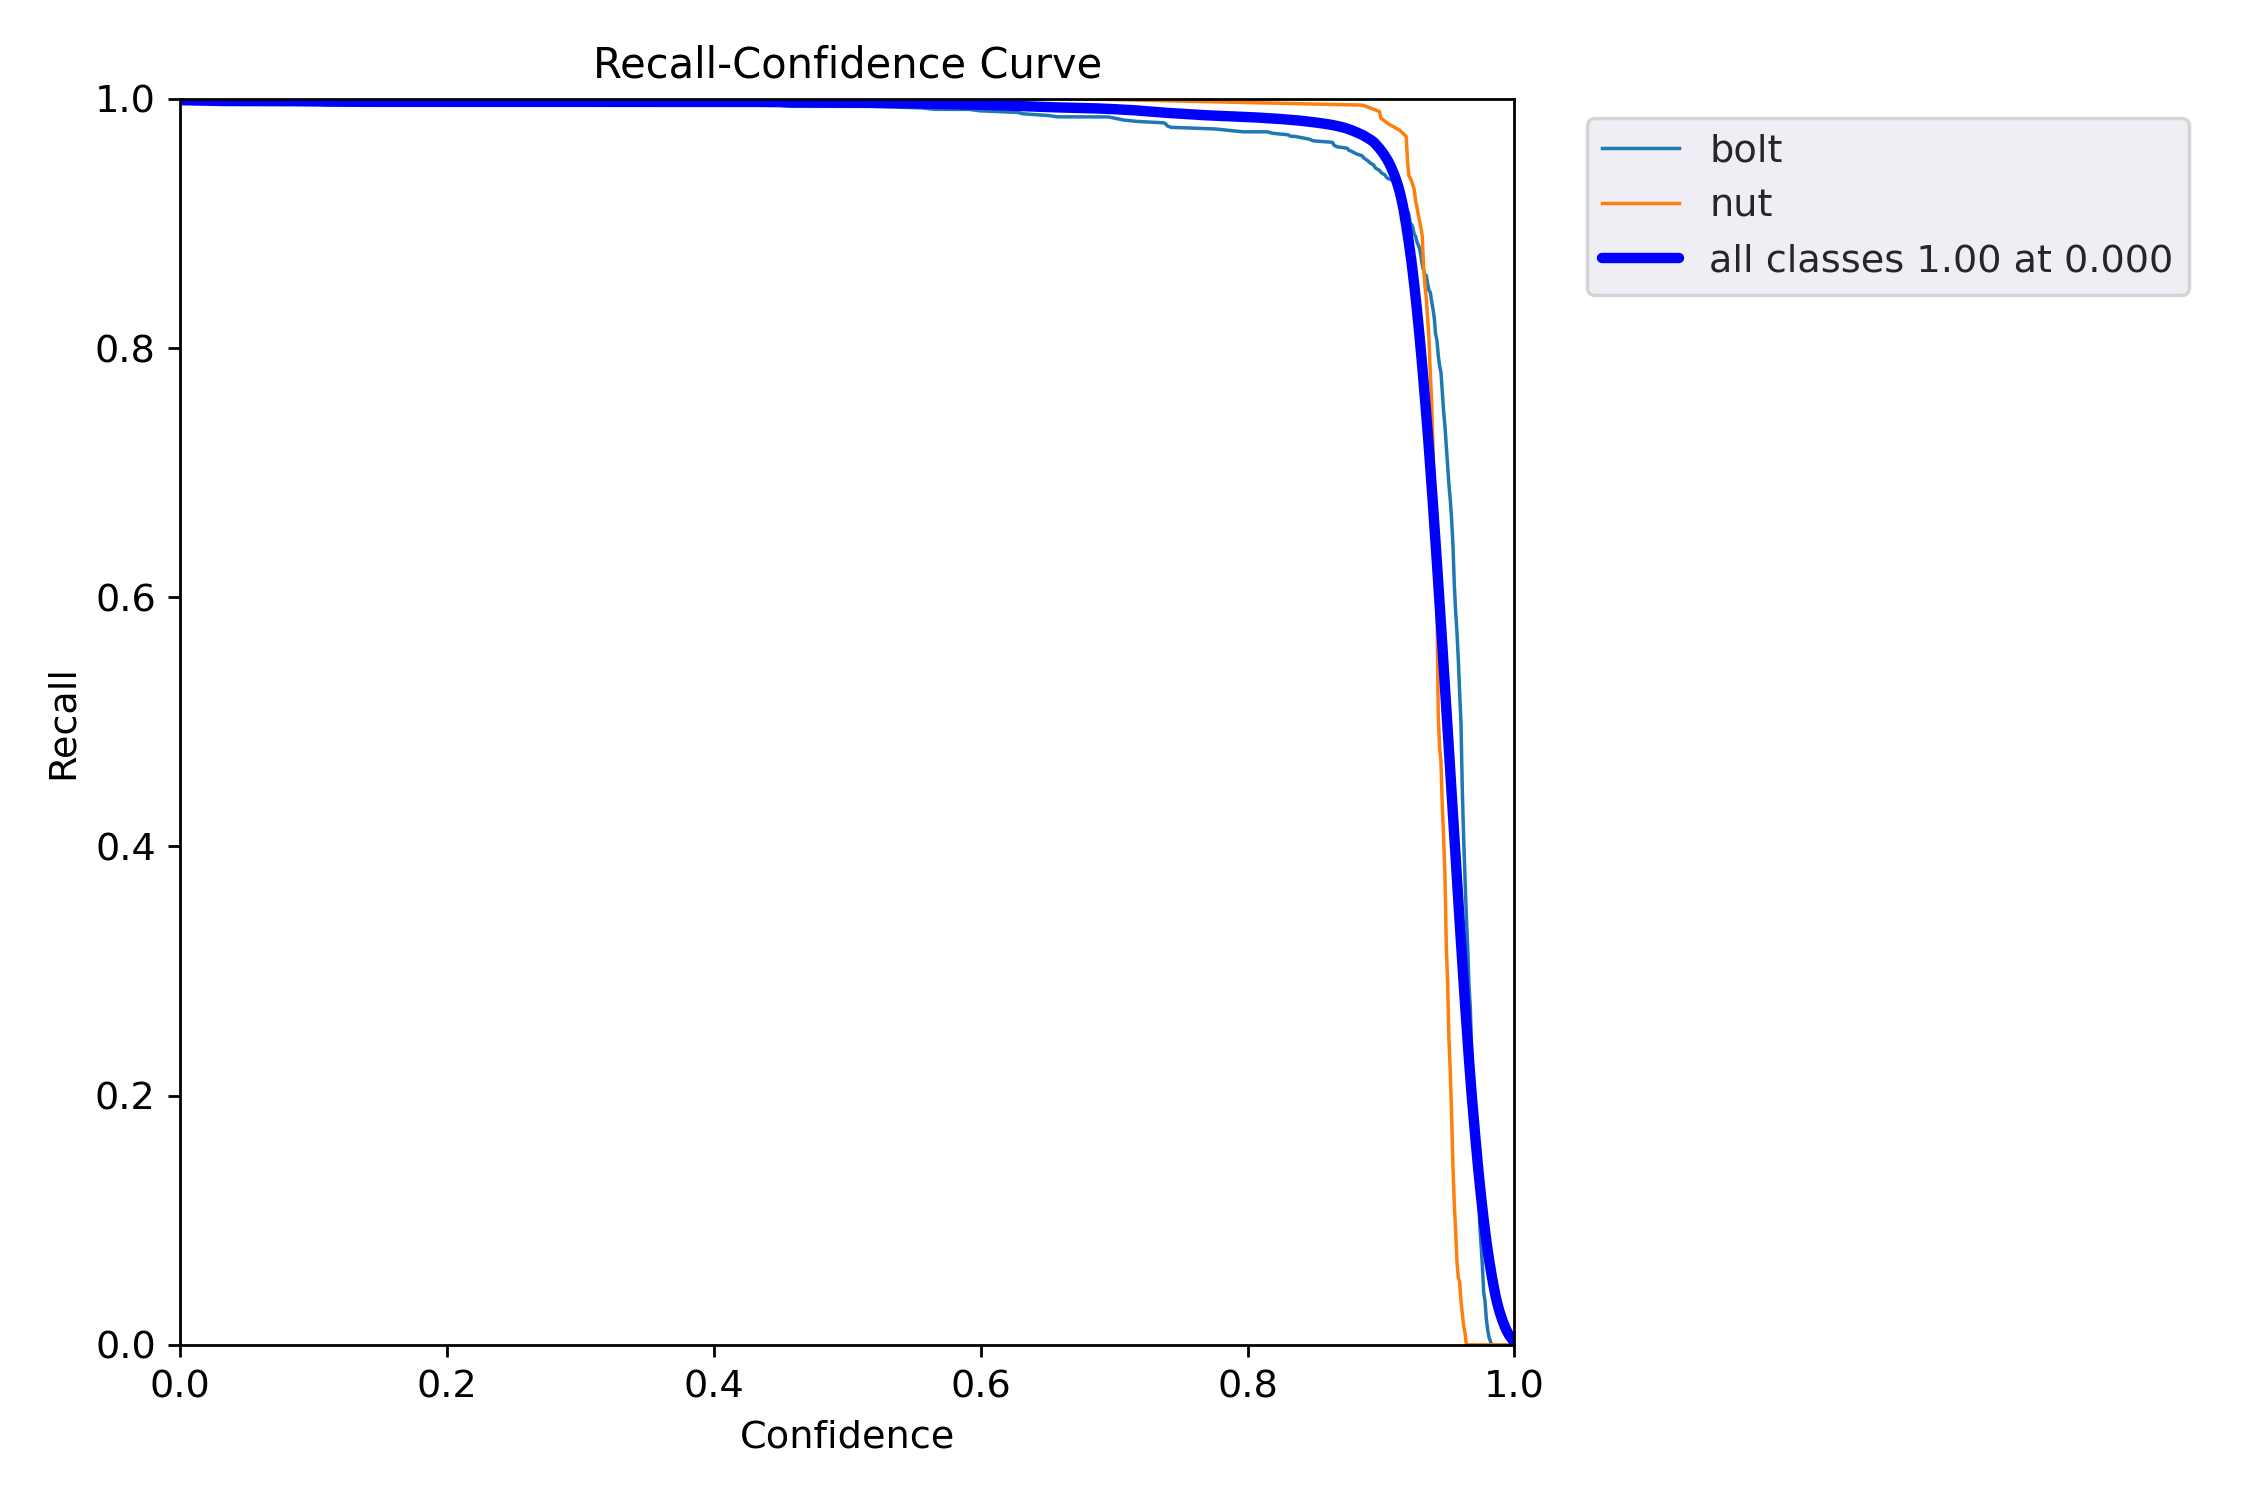 Recall-Confidence Curve
1.0
0.8
0.6
0.4
0.2
0.0
Recall
0.0 0.2 0.4 0.6 0.8 1.0
Confidence
bolt
nut
all classes 1.00 at 0.000